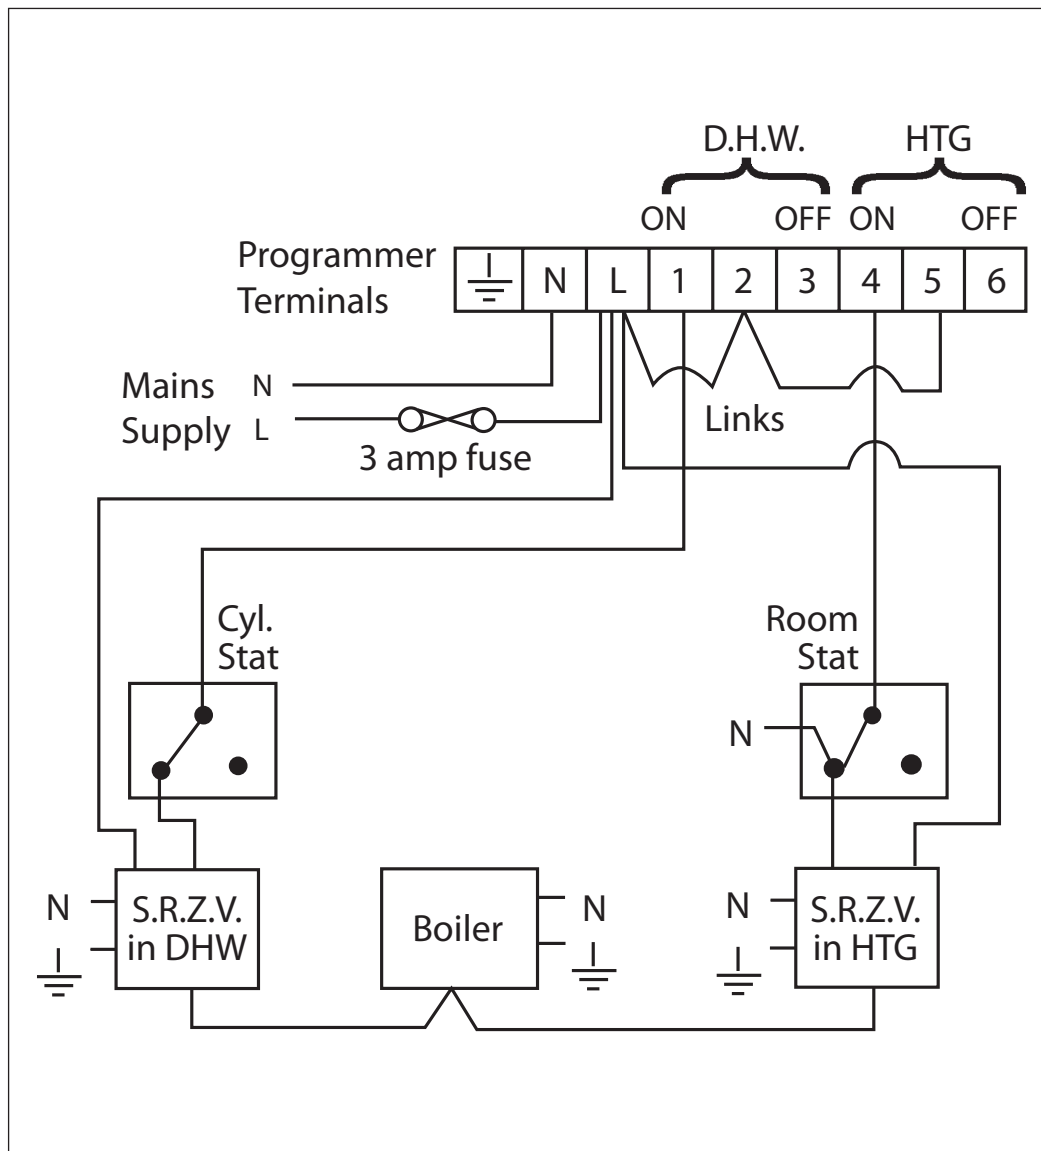 D.H.W. HTG
ON OFF ON OFF
Programmer
Terminals
N L 1 2 3 4 5 6
Mains N
Supply L
3 amp fuse
Links
Cyl.
Stat
Room
Stat
N
N
S.R.Z.V.
in DHW
Boiler
N
N
S.R.Z.V.
in HTG